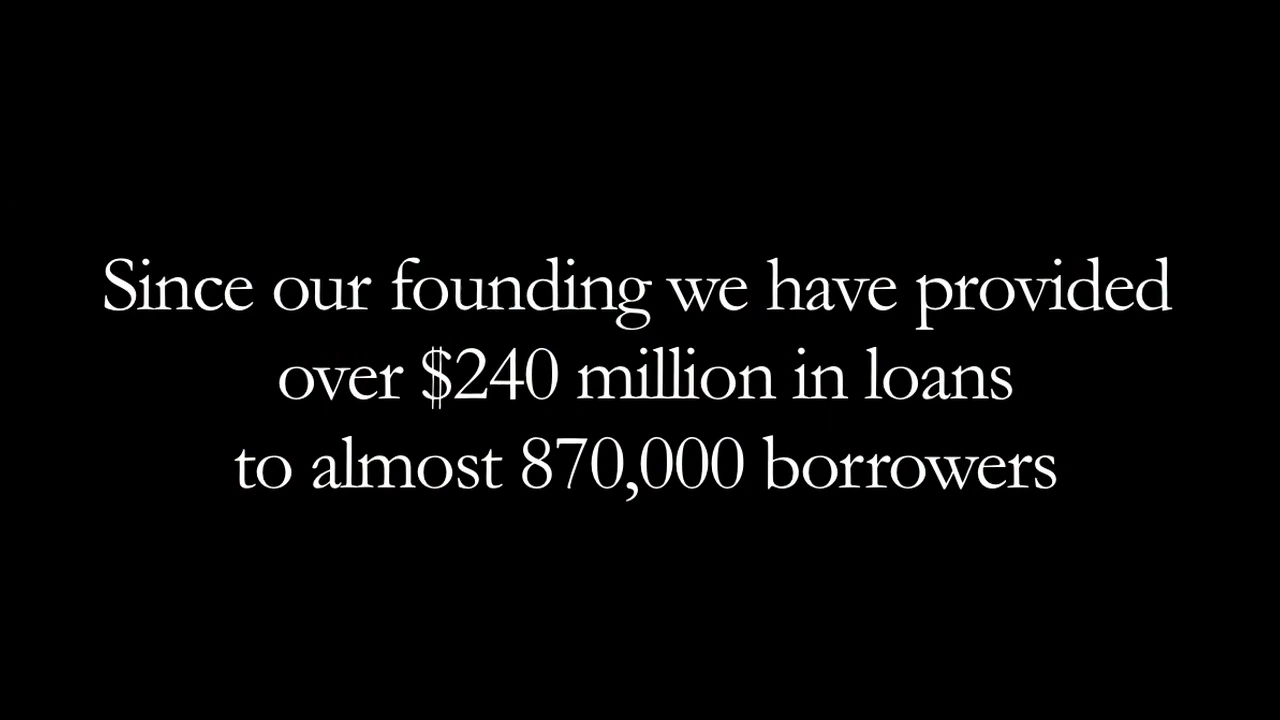 Since our founding we have provided
over $240 million in loans
to almost 870,000 borrowers